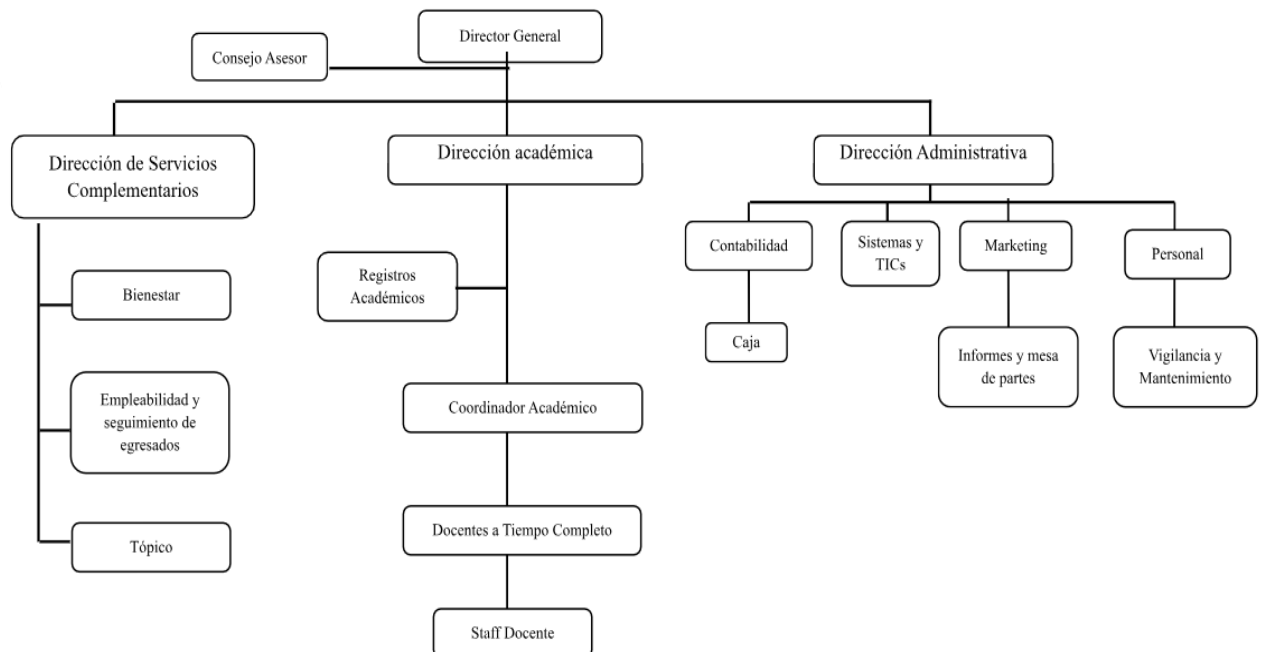 Director General
Consejo Asesor
Dirección de Servicios
Complementarios
Dirección académica
Dirección Administrativa
Bienestar
Empleabilidad y
seguimiento de
egresados
Tópico
Registros
Académicos
Coordinador Académico
Docentes a Tiempo Completo
Staff Docente
Contabilidad
Sistemas y
TICs
Marketing
Personal
Caja
Informes y mesa
de partes
Vigilancia y
Mantenimiento